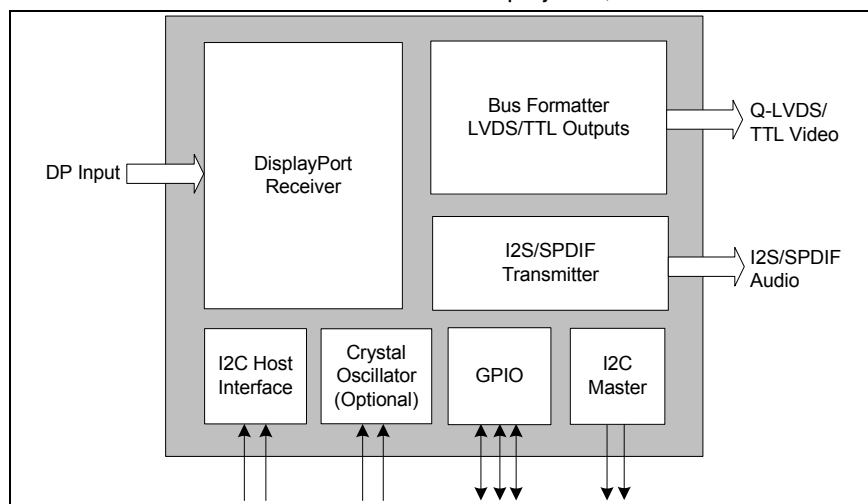 DP Input
DisplayPort
Receiver
Bus Formatter
LVDS/TTL Outputs
Q-LVDS/
TTL Video
I2S/SPDIF
Transmitter
I2S/SPDIF
Audio
I2C Host
Interface
Crystal
Oscillator
(Optional)
GPIO
I2C
Master